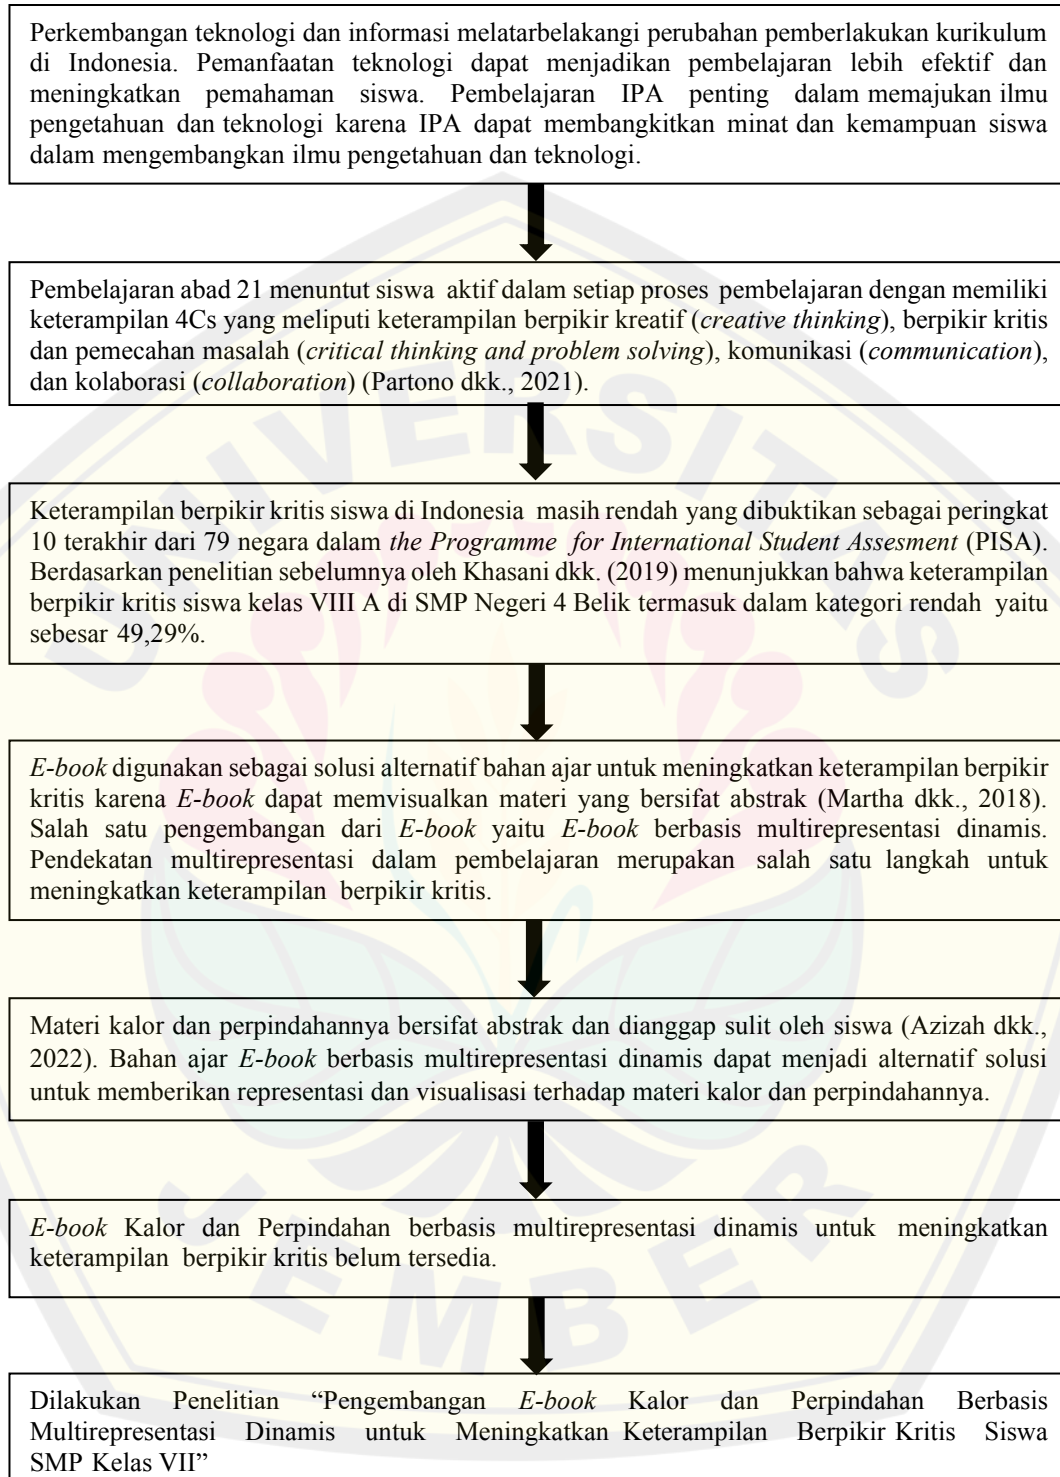 Perkembangan teknologi dan informasi melatarbelakangi perubahan pemberlakukan kurikulum
di Indonesia. Pemanfaatan teknologi dapat menjadikan pembelajaran lebih efektif dan
meningkatkan pemahaman siswa. Pembelajaran IPA penting dalam memajukan ilmu
pengetahuan dan teknologi karena IPA dapat membangkitkan minat dan kemampuan siswa
dalam mengembangkan ilmu pengetahuan dan teknologi.
Pembelajaran abad 21 menuntut siswa aktif dalam setiap proses pembelajaran dengan memiliki
keterampilan 4Cs yang meliputi keterampilan berpikir kreatif (creative thinking), berpikir kritis
dan pemecahan masalah (critical thinking and problem solving), komunikasi (communication),
dan kolaborasi (collaboration) (Partono dkk., 2021).
UNIVERSITAS
Keterampilan berpikir kritis siswa di Indonesia masih rendah yang dibuktikan sebagai peringkat
10 terakhir dari 79 negara dalam the Programme for International Student Assesment (PISA).
Berdasarkan penelitian sebelumnya oleh Khasani dkk. (2019) menunjukkan bahwa keterampilan
berpikir kritis siswa kelas VIII A di SMP Negeri 4 Belik termasuk dalam kategori rendah yaitu
sebesar 49,29%.
E-book digunakan sebagai solusi alternatif bahan ajar untuk meningkatkan keterampilan berpikir
kritis karena E-book dapat memvisualkan materi yang bersifat abstrak (Martha dkk., 2018).
Salah satu pengembangan dari E-book yaitu E-book berbasis multirepresentasi dinamis.
Pendekatan multirepresentasi dalam pembelajaran merupakan salah satu langkah untuk
meningkatkan keterampilan berpikir kritis.
Materi kalor dan perpindahannya bersifat abstrak dan dianggap sulit oleh siswa (Azizah dkk.,
2022). Bahan ajar E-book berbasis multirepresentasi dinamis dapat menjadi alternatif solusi
untuk memberikan representasi dan visualisasi terhadap materi kalor dan perpindahannya.
E-book Kalor dan Perpindahan berbasis multirepresentasi dinamis untuk meningkatkan
keterampilan berpikir kritis belum tersedia.
JEMBER
Dilakukan Penelitian “Pengembangan E-book Kalor dan Perpindahan Berbasis
Multirepresentasi Dinamis untuk Meningkatkan Keterampilan Berpikir Kritis Siswa
SMP Kelas VII”